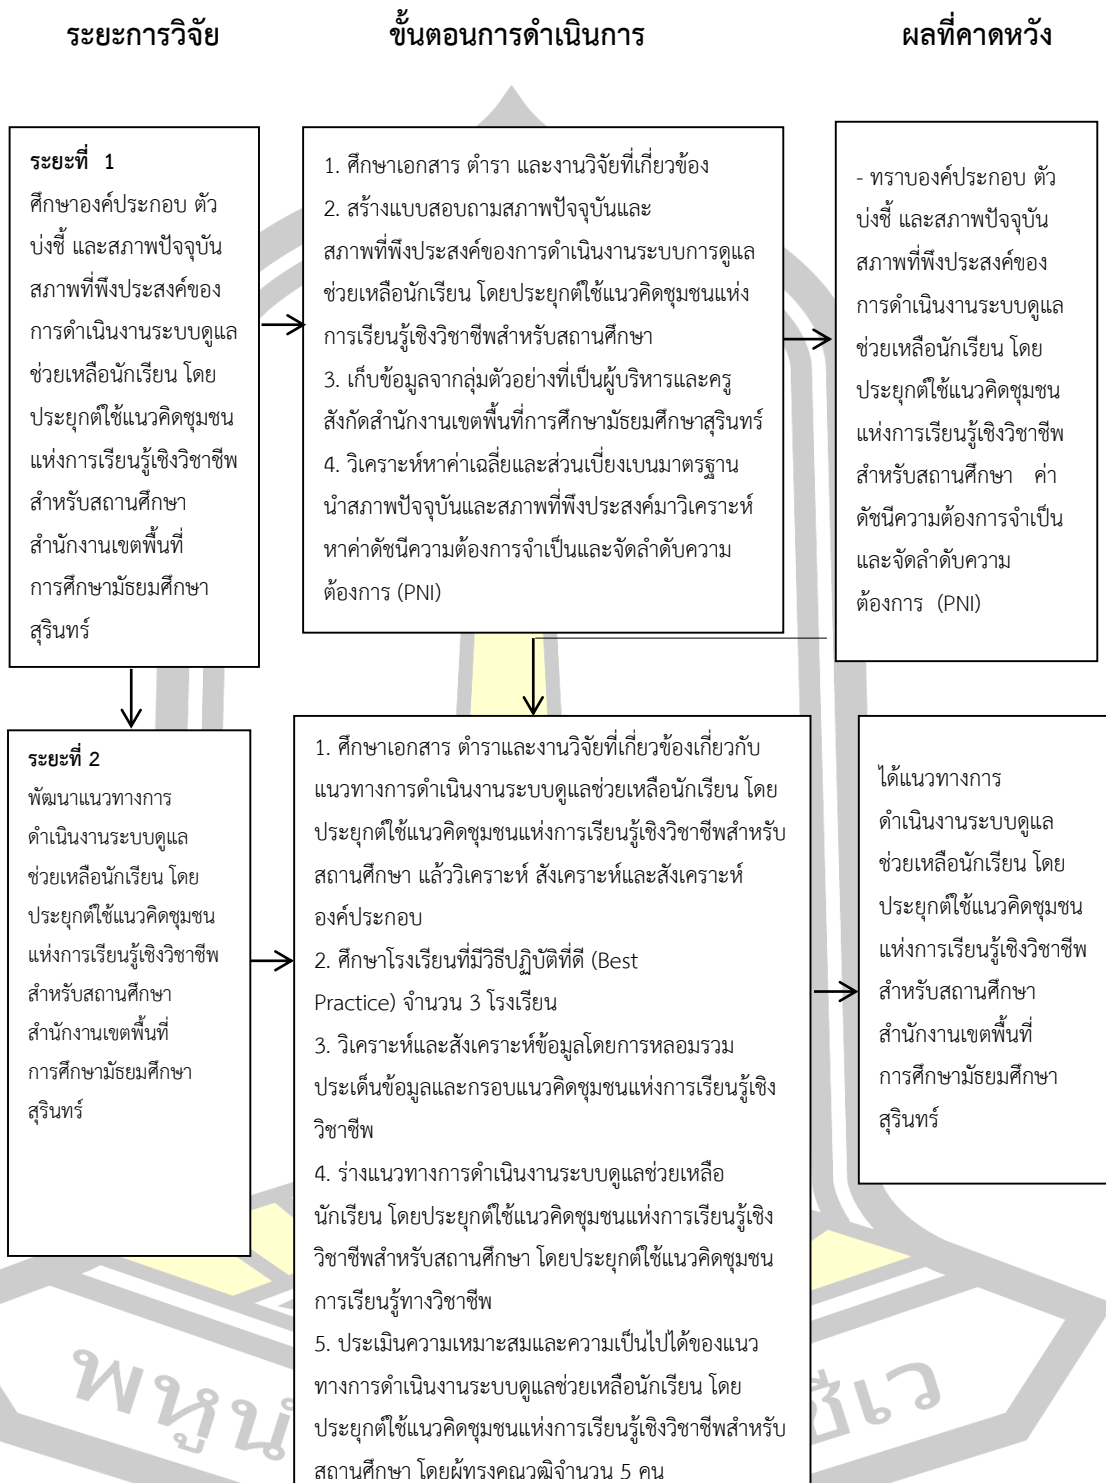 ระยะการวิจัย
ขั้นตอนการดำเนินการ
ผลที่คาดหวัง
ระยะที่ 1
ศึกษาองค์ประกอบ ตัว
บ่งชี้ และสภาพปัจจุบัน
สภาพที่พึงประสงค์ของ
การดำเนินงานระบบดูแล
ช่วยเหลือนักเรียน โดย
ประยุกต์ใช้แนวคิดชุมชน
แห่งการเรียนรู้เชิงวิชาชีพ
สำหรับสถานศึกษา
สำนักงานเขตพื้นที่
การศึกษามัธยมศึกษา
สุรินทร์
1. ศึกษาเอกสาร ตำรา และงานวิจัยที่เกี่ยวข้อง
2. สร้างแบบสอบถามสภาพปัจจุบันและ
สภาพที่พึงประสงค์ของการดำเนินงานระบบการดูแล
ช่วยเหลือนักเรียน โดยประยุกต์ใช้แนวคิดชุมชนแห่ง
การเรียนรู้เชิงวิชาชีพสำหรับสถานศึกษา
3. เก็บข้อมูลจากกลุ่มตัวอย่างที่เป็นผู้บริหารและครู
สังกัดสำนักงานเขตพื้นที่การศึกษามัธยมศึกษาสุรินทร์
4. วิเคราะห์หาค่าเฉลี่ยและส่วนเบี่ยงเบนมาตรฐาน
นำสภาพปัจจุบันและสภาพที่พึงประสงค์มาวิเคราะห์
หาค่าดัชนีความต้องการจำเป็นและจัดลำดับความ
ต้องการ (PNI)
- ทราบองค์ประกอบ ตัว
บ่งชี้ และสภาพปัจจุบัน
สภาพที่พึงประสงค์ของ
การดำเนินงานระบบดูแล
ช่วยเหลือนักเรียน โดย
ประยุกต์ใช้แนวคิดชุมชน
แห่งการเรียนรู้เชิงวิชาชีพ
สำหรับสถานศึกษา ค่า
ดัชนีความต้องการจำเป็น
และจัดลำดับความ
ต้องการ (PNI)
ระยะที่ 2
พัฒนาแนวทางการ
ดำเนินงานระบบดูแล
ช่วยเหลือนักเรียน โดย
ประยุกต์ใช้แนวคิดชุมชน
แห่งการเรียนรู้เชิงวิชาชีพ
สำหรับสถานศึกษา
สำนักงานเขตพื้นที่
การศึกษามัธยมศึกษา
สุรินทร์
1. ศึกษาเอกสาร ตำราและงานวิจัยที่เกี่ยวข้องเกี่ยวกับ
แนวทางการดำเนินงานระบบดูแลช่วยเหลือนักเรียน โดย
ประยุกต์ใช้แนวคิดชุมชนแห่งการเรียนรู้เชิงวิชาชีพสำหรับ
สถานศึกษา แล้ววิเคราะห์ สังเคราะห์และสังเคราะห์
องค์ประกอบ
2. ศึกษาโรงเรียนที่มีวิธีปฏิบัติที่ดี (Best
Practice) จำนวน 3 โรงเรียน
3. วิเคราะห์และสังเคราะห์ข้อมูลโดยการหลอมรวม
ประเด็นข้อมูลและกรอบแนวคิดชุมชนแห่งการเรียนรู้เชิง
วิชาชีพ
4. ร่างแนวทางการดำเนินงานระบบดูแลช่วยเหลือ
นักเรียน โดยประยุกต์ใช้แนวคิดชุมชนแห่งการเรียนรู้เชิง
วิชาชีพสำหรับสถานศึกษา โดยประยุกต์ใช้แนวคิดชุมชน
การเรียนรู้ทางวิชาชีพ
5. ประเมินความเหมาะสมและความเป็นไปได้ของแนว
ทางการดำเนินงานระบบดูแลช่วยเหลือนักเรียน โดย
ประยุกต์ใช้แนวคิดชุมชนแห่งการเรียนรู้เชิงวิชาชีพสำหรับ
สถานศึกษา โดยผู้ทรงคุณวุฒิจำนวน 5 คน
ได้แนวทางการ
ดำเนินงานระบบดูแล
ช่วยเหลือนักเรียน โดย
ประยุกต์ใช้แนวคิดชุมชน
แห่งการเรียนรู้เชิงวิชาชีพ
สำหรับสถานศึกษา
สำนักงานเขตพื้นที่
การศึกษามัธยมศึกษา
สุรินทร์